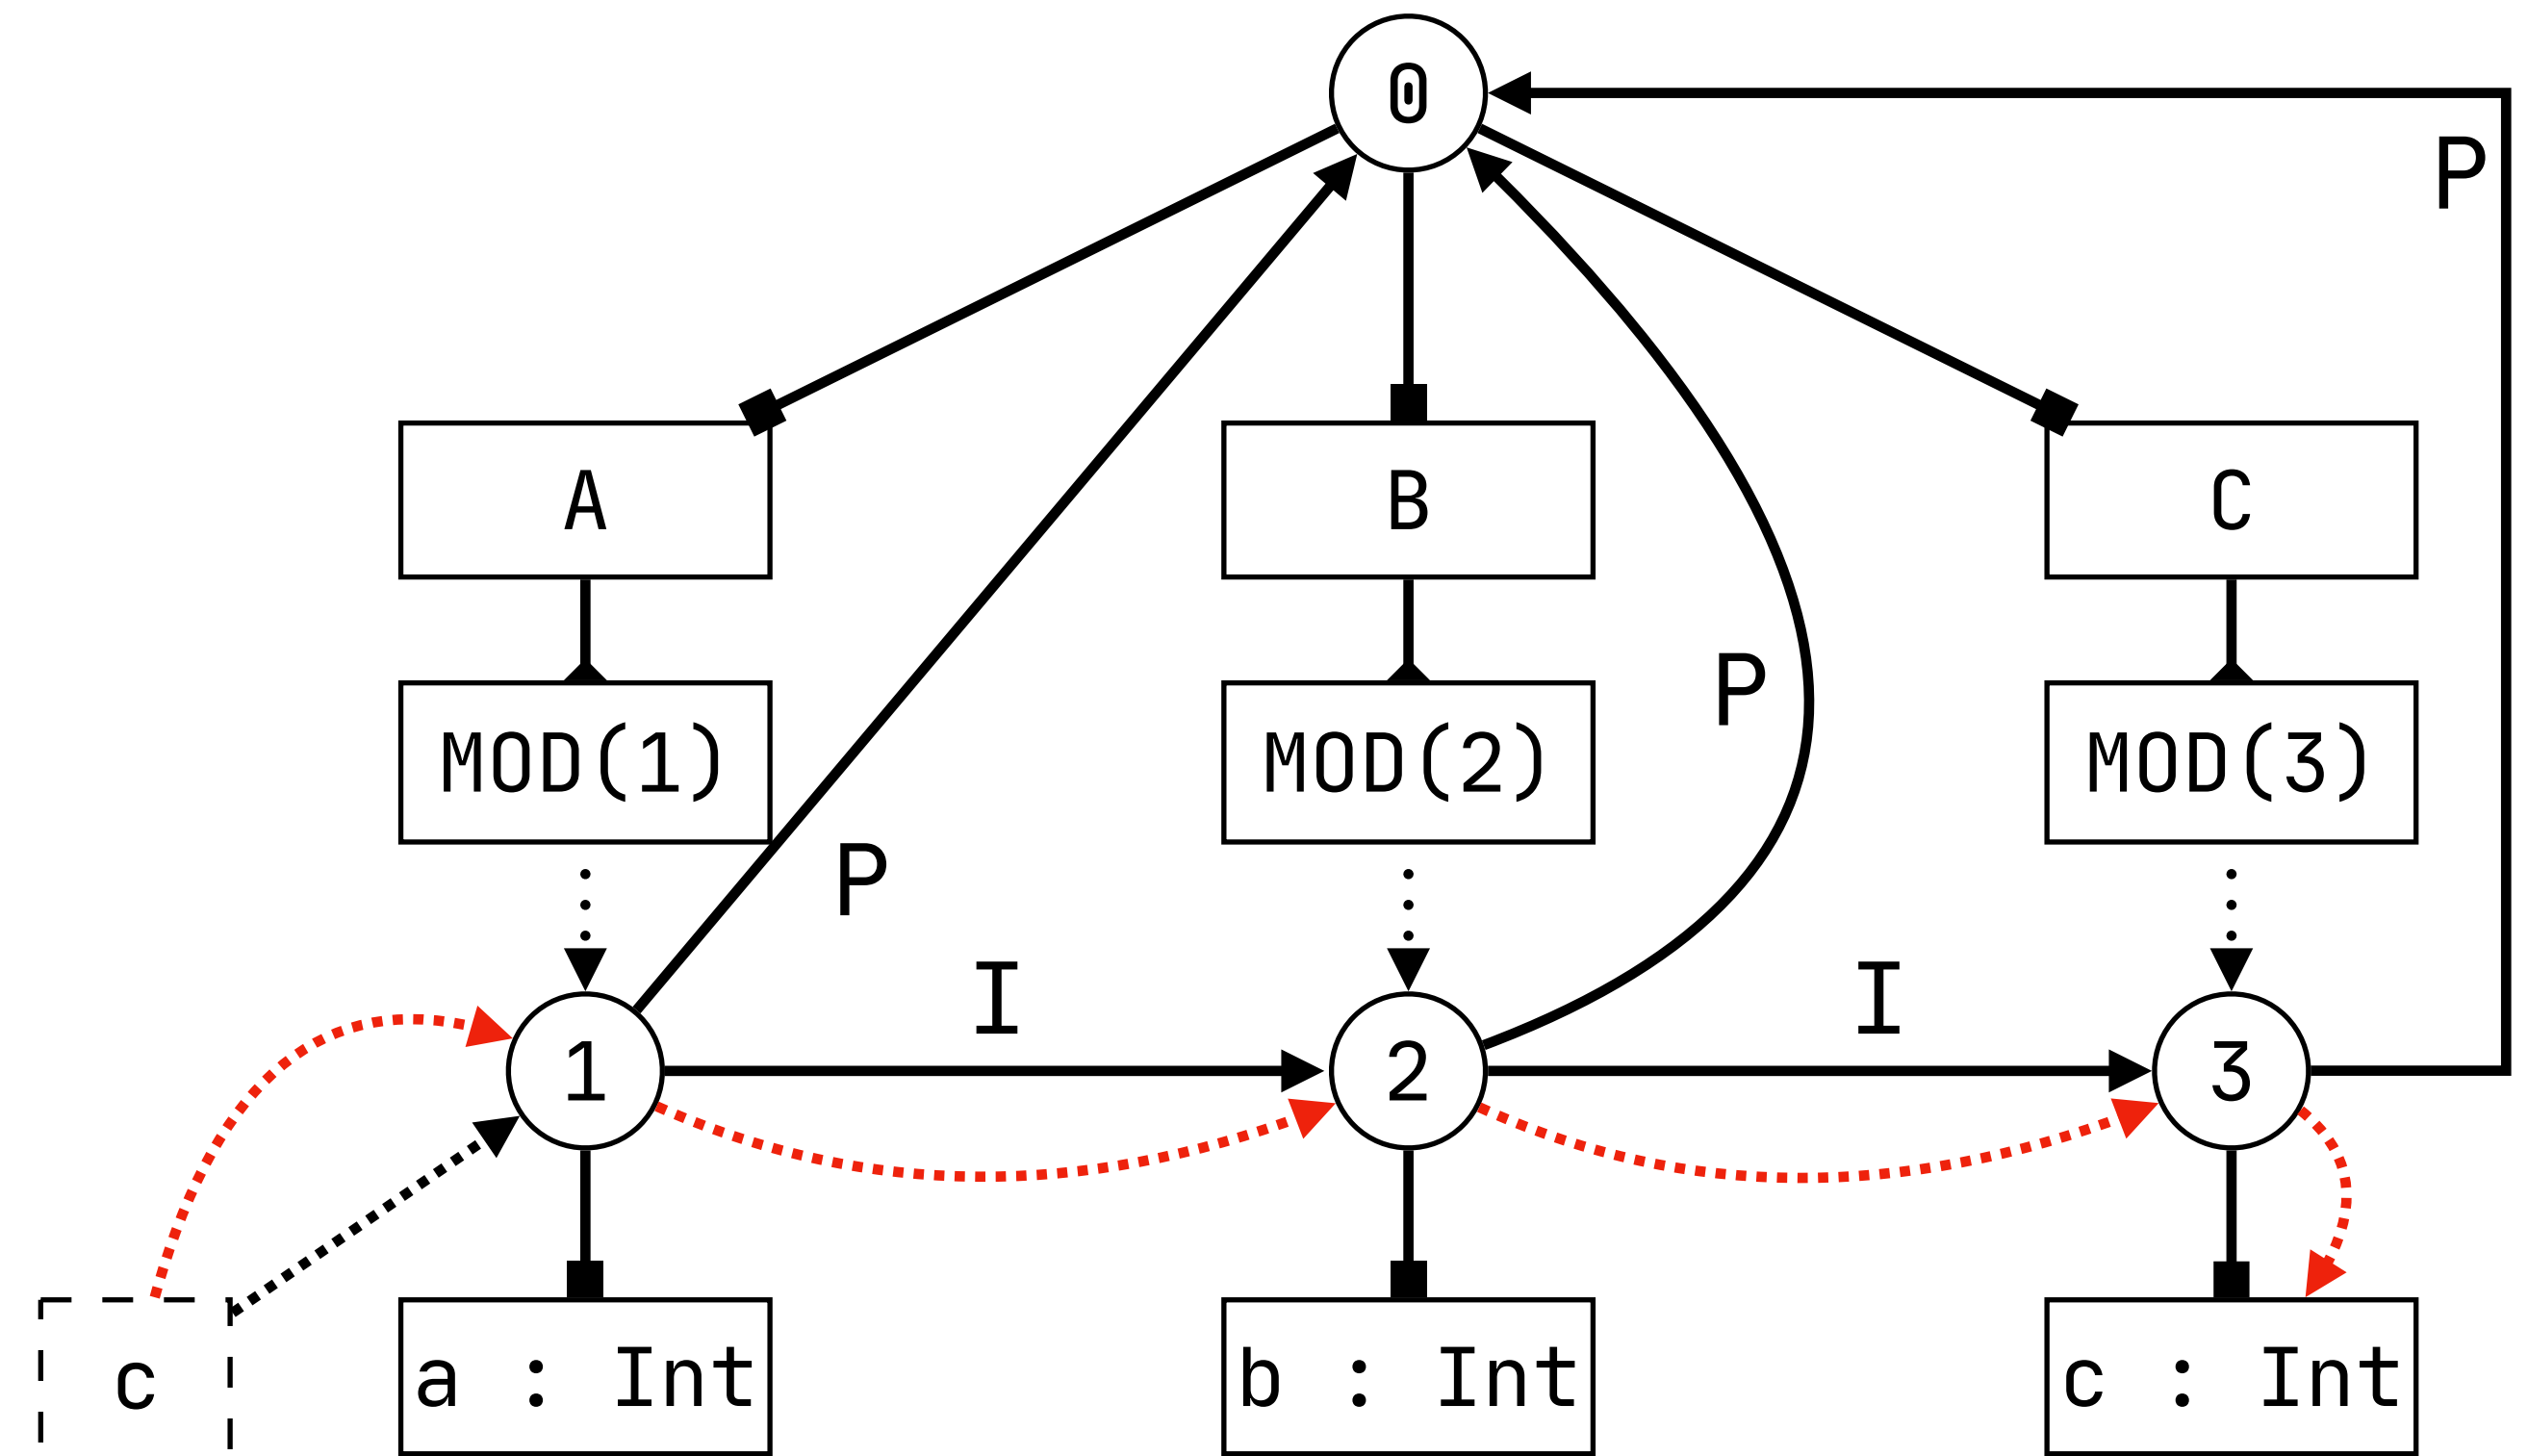 0
P
A
B
C
P
MOD(1)
MOD(2)
MOD(3)
P
I
I
1
2
3
c
a : Int
b : Int
c : Int